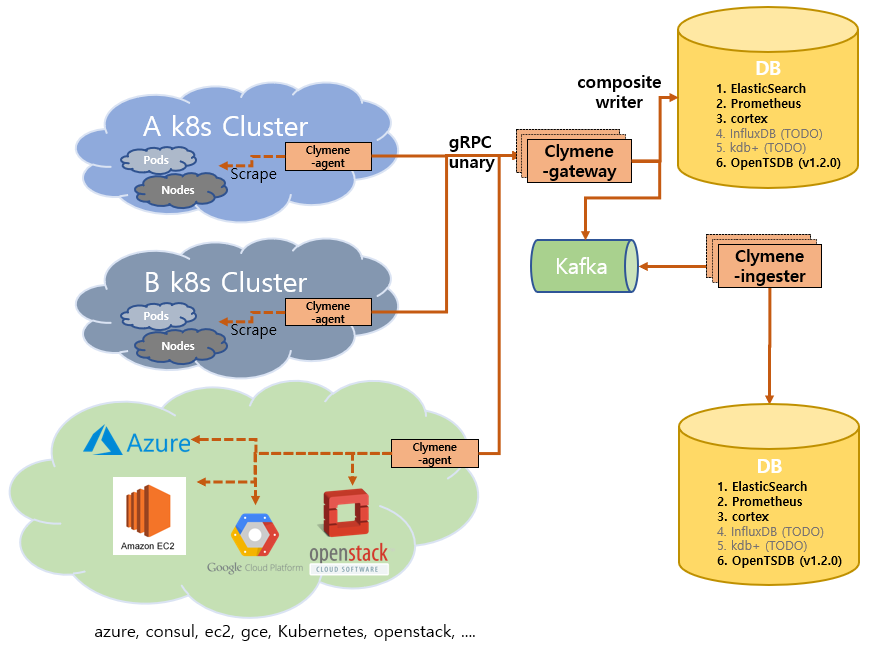 DB
1. ElasticSearch
2. Prometheus
3. cortex
4. InfluxDB (TODO)
5. kdb+ (TODO)
6. OpenTSDB (v1.2.0)
composite
writer
A k8s Cluster
Pods
Nodes
Scrape
Clymene
-agent
gRPC
unary
Clymene
-gateway
Kafka
Clymene
-ingester
B k8s Cluster
Pods
Nodes
Scrape
Clymene
-agent
Azure
Clymene
-agent
Amazon EC2
Google Cloud Platform
openstack
CLOUD SOFTWARE
DB
1. ElasticSearch
2. Prometheus
3. cortex
4. InfluxDB (TODO)
5. kdb+ (TODO)
6. OpenTSDB (v1.2.0)
azure, consul, ec2, gce, Kubernetes, openstack, ....